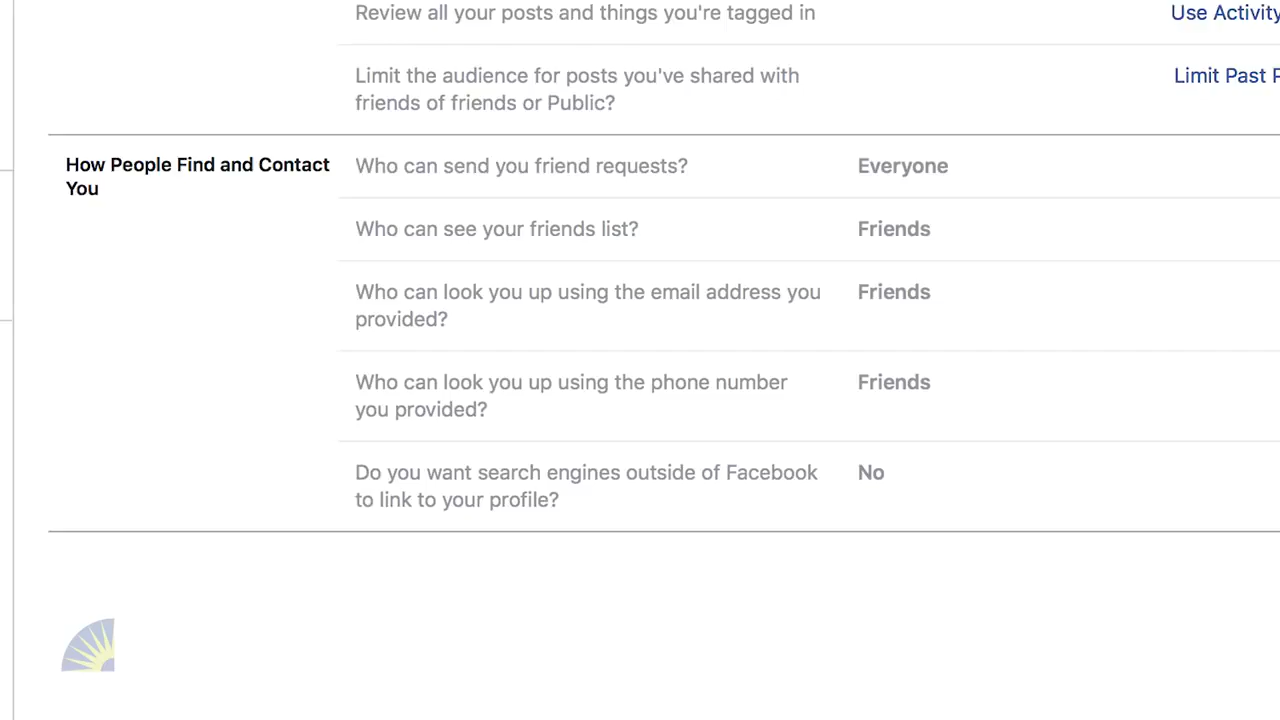 Review all your posts and things you're tagged in
Use Activity
Limit the audience for posts you've shared with
friends of friends or Public?
Limit Past P
How People Find and Contact
You
Who can send you friend requests?
Everyone
Who can see your friends list?
Friends
Who can look you up using the email address you
provided?
Friends
Who can look you up using the phone number
you provided?
Friends
Do you want search engines outside of Facebook
to link to your profile?
No